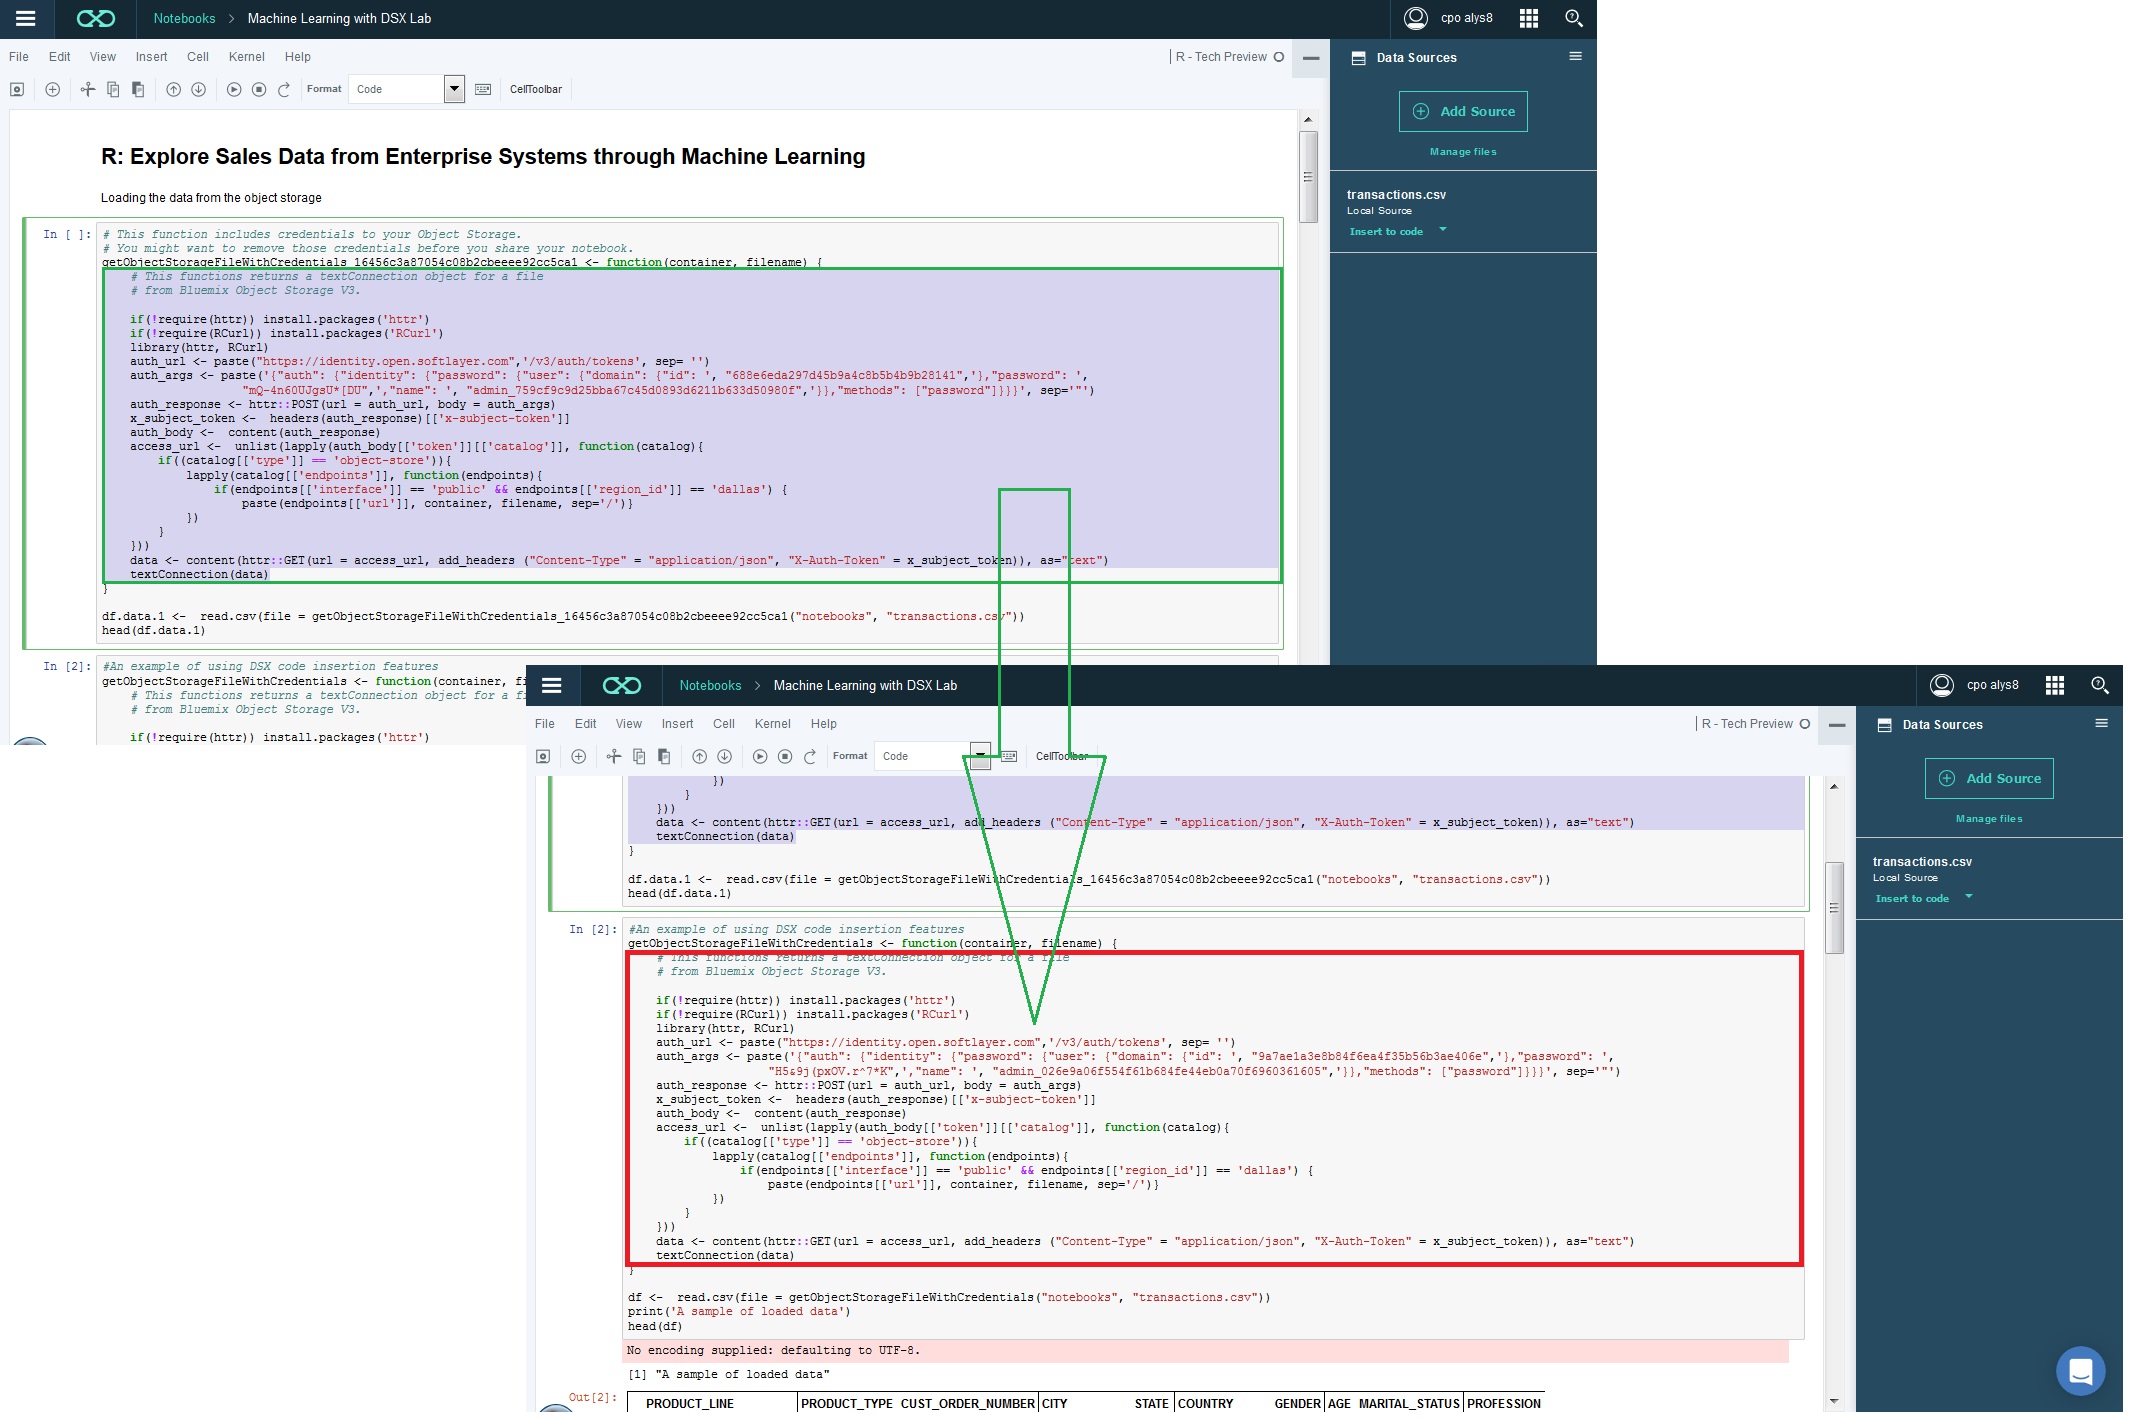 Notebooks > Machine Learning with DSX Lab
cpo alys8
File Edit View Insert Cell Kernel Help
R - Tech Preview
Format Code CellToolbar
Data Sources
Add Source
Manage files
transactions.csv
Local Source
Insert to code
R: Explore Sales Data from Enterprise Systems through Machine Learning
Loading the data from the object storage
In [ ]: # This function includes credentials to your Object Storage.
# You might want to remove those credentials before you share your notebook.
getObjectStorageFileWithCredentials_16456c3a87054c08b2cbeeee92cc5ca1 <- function(container, filename) {
# This functions returns a textConnection object for a file
# from Bluemix Object Storage V3.
if(!require(httr)) install.packages('httr')
if(!require(RCurl)) install.packages('RCurl')
library(httr, RCurl)
auth_url <- paste("https://identity.open.softlayer.com",'/v3/auth/tokens', sep= '')
auth_args <- paste('{"auth": {"identity": {"password": {"user": {"domain": {"id": ', "688e6eda297d45b9a4c8b5b4b9b28141",'},"password": ',
"mQ-4n60UJgsU*[DU",',"name": ', "admin_759cf9c9d25bba67c45d0893d6211b633d50980f",'}},"methods": ["password"]}}}', sep='"')
auth_response <- httr::POST(url = auth_url, body = auth_args)
x_subject_token <- headers(auth_response)[['x-subject-token']]
auth_body <- content(auth_response)
access_url <- unlist(lapply(auth_body[['token']][['catalog']], function(catalog){
if((catalog[['type']] == 'object-store')){
lapply(catalog[['endpoints']], function(endpoints){
if(endpoints[['interface']] == 'public' && endpoints[['region_id']] == 'dallas') {
paste(endpoints[['url']], container, filename, sep='/')}
})
}
}))
data <- content(httr::GET(url = access_url, add_headers ("Content-Type" = "application/json", "X-Auth-Token" = x_subject_token)), as="text")
textConnection(data)
}
df.data.1 <- read.csv(file = getObjectStorageFileWithCredentials_16456c3a87054c08b2cbeeee92cc5ca1("notebooks", "transactions.csv"))
head(df.data.1)
In [2]: #An example of using DSX code insertion features
getObjectStorageFileWithCredentials <- function(container, fi
# This functions returns a textConnection object for a fi
# from Bluemix Object Storage V3.
if(!require(httr)) install.packages('httr')
Notebooks > Machine Learning with DSX Lab
cpo alys8
File Edit View Insert Cell Kernel Help
R - Tech Preview
Format Code CellToolbar
Data Sources
Add Source
Manage files
transactions.csv
Local Source
Insert to code
})
}
}))
data <- content(httr::GET(url = access_url, add_headers ("Content-Type" = "application/json", "X-Auth-Token" = x_subject_token)), as="text")
textConnection(data)
}
df.data.1 <- read.csv(file = getObjectStorageFileWithCredentials_16456c3a87054c08b2cbeeee92cc5ca1("notebooks", "transactions.csv"))
head(df.data.1)
In [2]: #An example of using DSX code insertion features
getObjectStorageFileWithCredentials <- function(container, filename) {
# This functions returns a textConnection object for a file
# from Bluemix Object Storage V3.
if(!require(httr)) install.packages('httr')
if(!require(RCurl)) install.packages('RCurl')
library(httr, RCurl)
auth_url <- paste("https://identity.open.softlayer.com",'/v3/auth/tokens', sep= '')
auth_args <- paste('{"auth": {"identity": {"password": {"user": {"domain": {"id": ', "9a7ae1a3e8b84f6ea4f35b56b3ae406e",'},"password": ',
"H5&9j(pxOV.r^7*K",',"name": ', "admin_026e9a06f554f61b684fe44eb0a70f6960361605",'}},"methods": ["password"]}}}', sep='"')
auth_response <- httr::POST(url = auth_url, body = auth_args)
x_subject_token <- headers(auth_response)[['x-subject-token']]
auth_body <- content(auth_response)
access_url <- unlist(lapply(auth_body[['token']][['catalog']], function(catalog){
if((catalog[['type']] == 'object-store')){
lapply(catalog[['endpoints']], function(endpoints){
if(endpoints[['interface']] == 'public' && endpoints[['region_id']] == 'dallas') {
paste(endpoints[['url']], container, filename, sep='/')}
})
}
}))
data <- content(httr::GET(url = access_url, add_headers ("Content-Type" = "application/json", "X-Auth-Token" = x_subject_token)), as="text")
textConnection(data)
}
df <- read.csv(file = getObjectStorageFileWithCredentials("notebooks", "transactions.csv"))
print('A sample of loaded data')
head(df)
No encoding supplied: defaulting to UTF-8.
[1] "A sample of loaded data"
Out[2]: PRODUCT_LINE PRODUCT_TYPE CUST_ORDER_NUMBER CITY STATE COUNTRY GENDER AGE MARITAL_STATUS PROFESSION